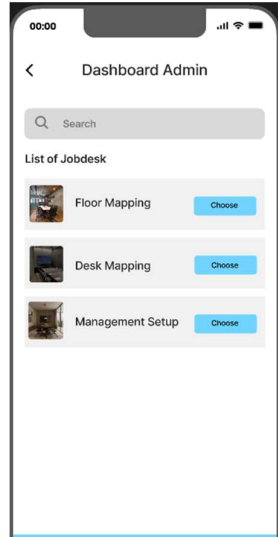 00:00
Dashboard Admin
Search
List of Jobdesk
Floor Mapping
Choose
Desk Mapping
Choose
Management Setup
Choose